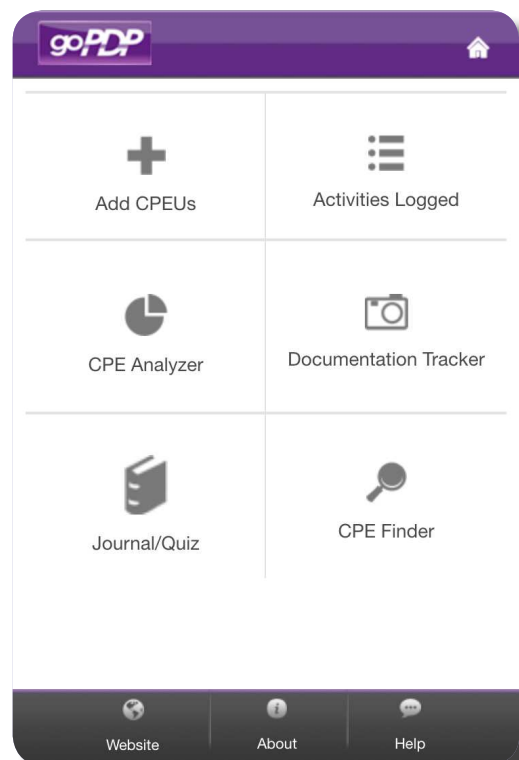 goPDP
Add CPEUs
Activities Logged
CPE Analyzer
Documentation Tracker
Journal/Quiz
CPE Finder
Website
About
Help